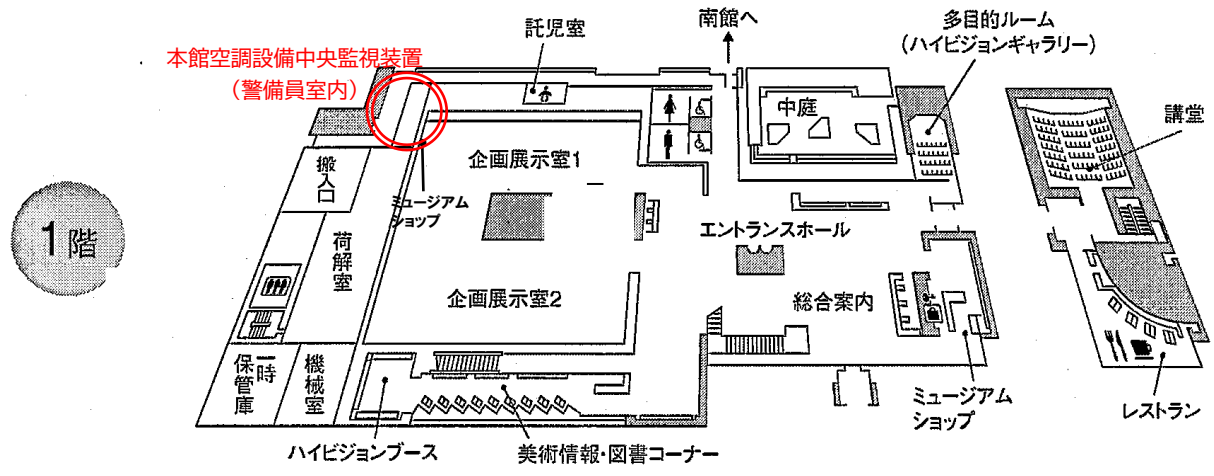 南館へ
多目的ルーム
（ハイビジョンギャラリー）
託児室
本館空調設備中央監視装置
（警備員室内）
中庭
講堂
企画展示室1
搬入口
ミュージアム
ショップ
1階
荷解室
エントランスホール
企画展示室2
総合案内
一時
保管庫
機械室
ミュージアム
ショップ
レストラン
ハイビジョンブース
美術情報・図書コーナー